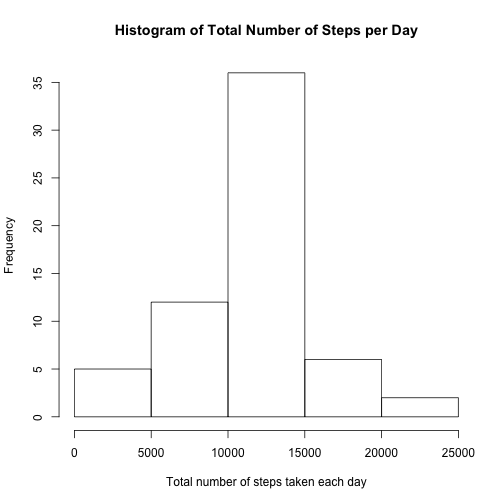 Histogram of Total Number of Steps per Day
Frequency
35
30
25
20
15
10
5
0
0 5000 10000 15000 20000 25000
Total number of steps taken each day